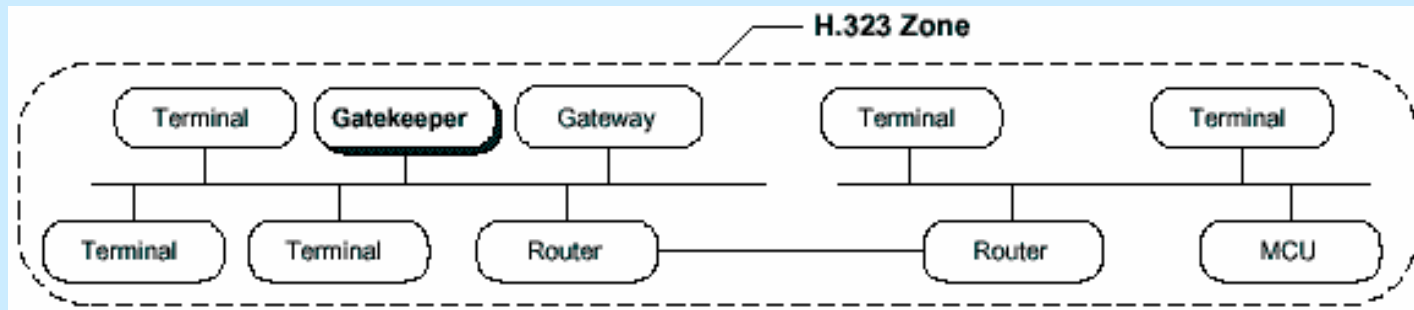 H.323 Zone
Terminal Gatekeeper Gateway Terminal Terminal
Terminal Terminal Router Router MCU